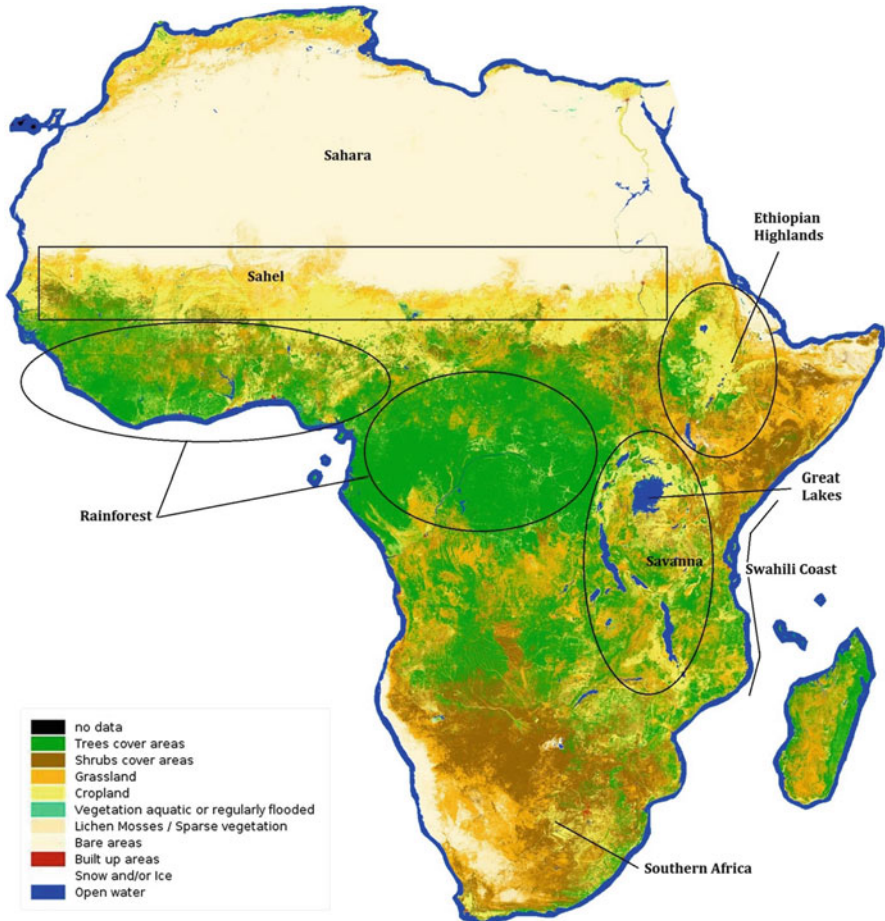 Sahara
Ethiopian
Highlands
Sahel
Great
Lakes
Rainforest
Savanna
Swahili Coast
no data
Trees cover areas
Shrubs cover areas
Grassland
Cropland
Vegetation aquatic or regularly flooded
Lichen Mosses / Sparse vegetation
Bare areas
Built up areas
Snow and/or Ice
Open water
Southern Africa